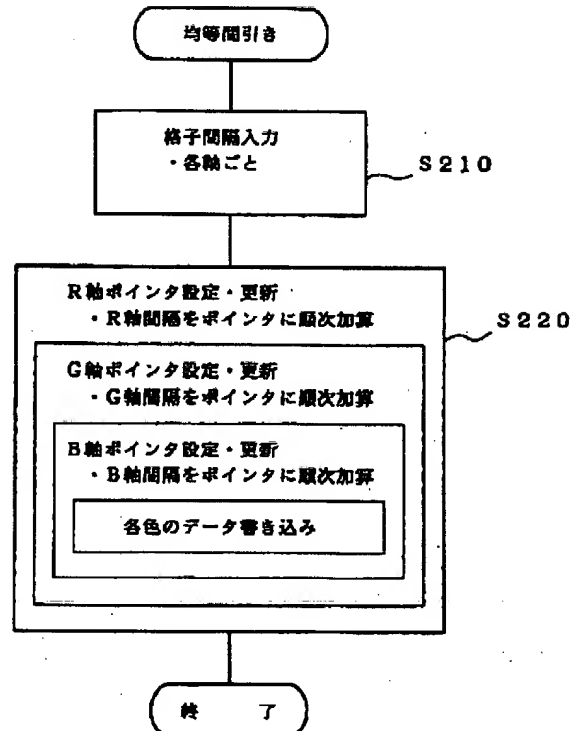 均等間引き
格子間隔入力
・各軸ごと
S210
R軸ポインタ設定・更新
・R軸間隔をポインタに順次加算
S220
G軸ポインタ設定・更新
・G軸間隔をポインタに順次加算
B軸ポインタ設定・更新
・B軸間隔をポインタに順次加算
各色のデータ書き込み
終 了